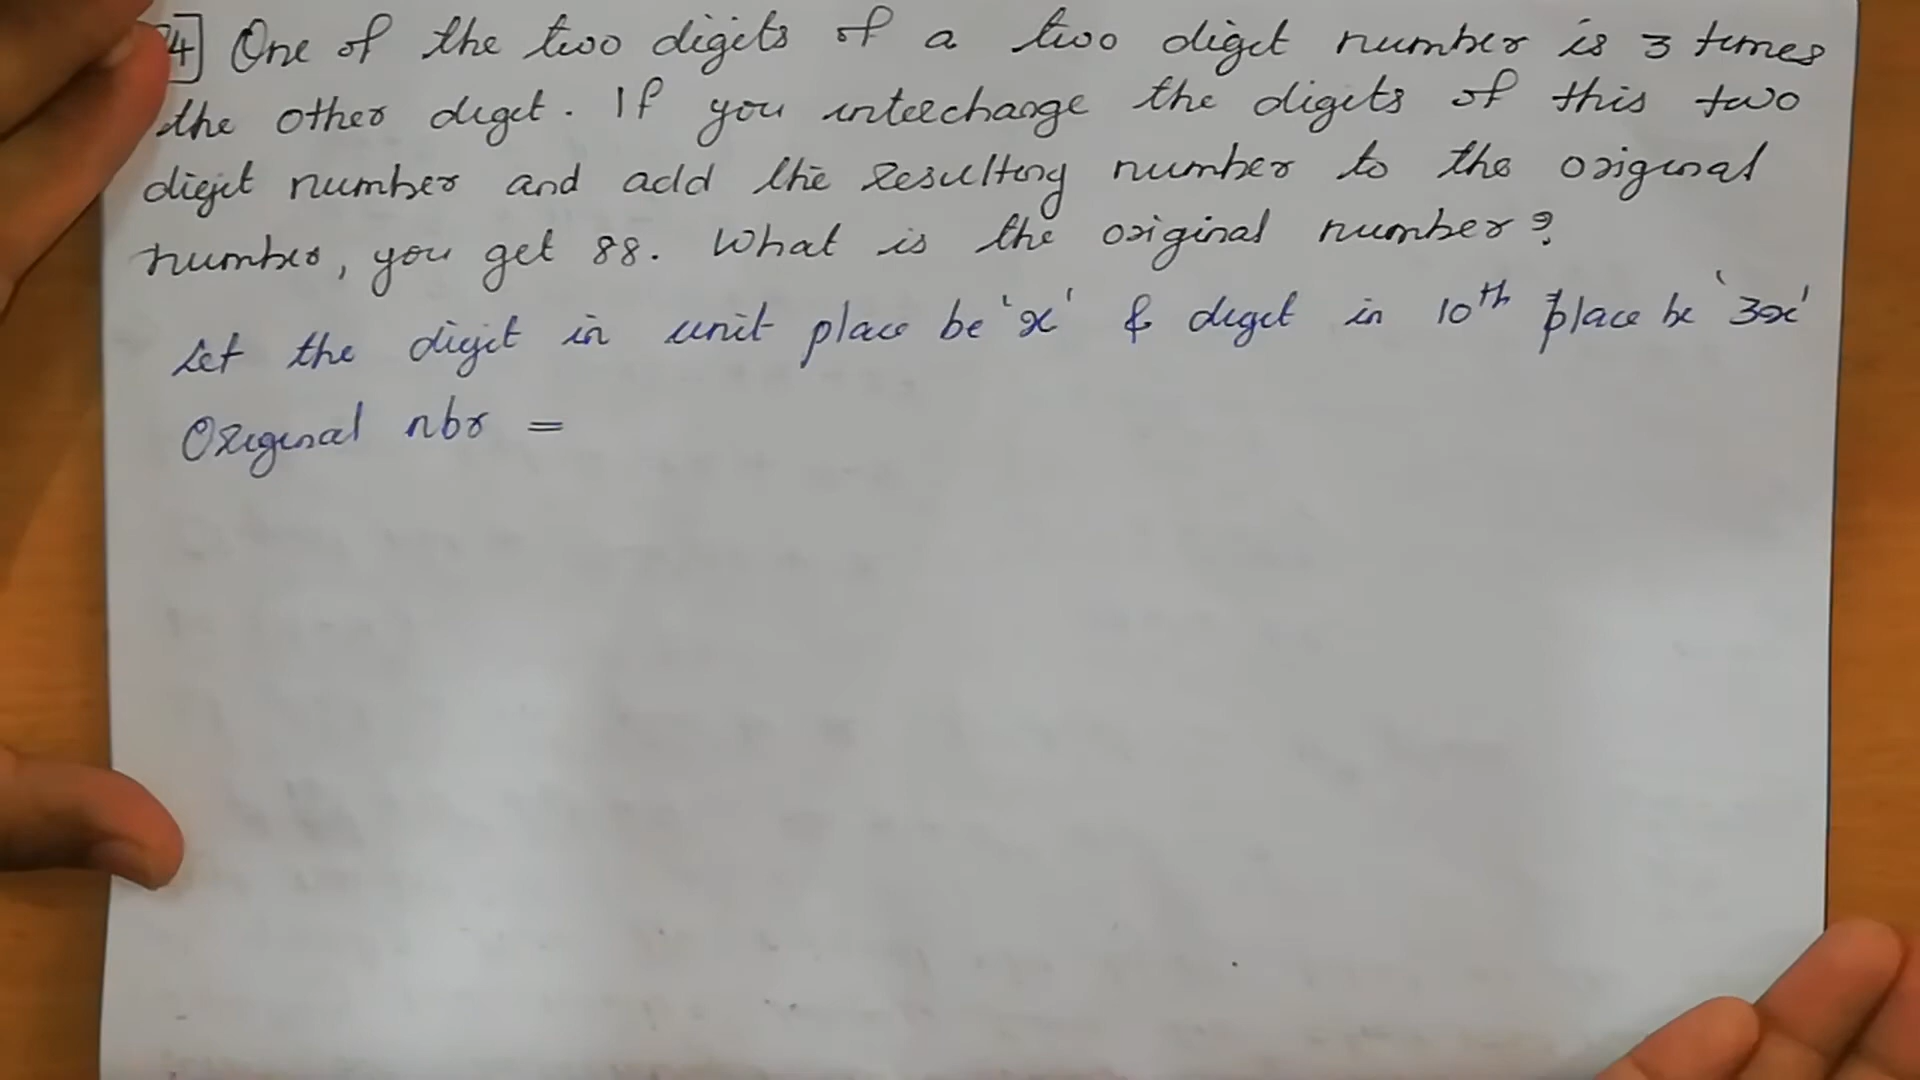 4] One of the two digits of a two digit number is 3 times
the other digit. If you interchange the digits of this two
digit number and add the resulting number to the original
number, you get 88. What is the original number?
Let the digit in unit place be 'x' & digit in 10th place be '3x'
Original nbr =